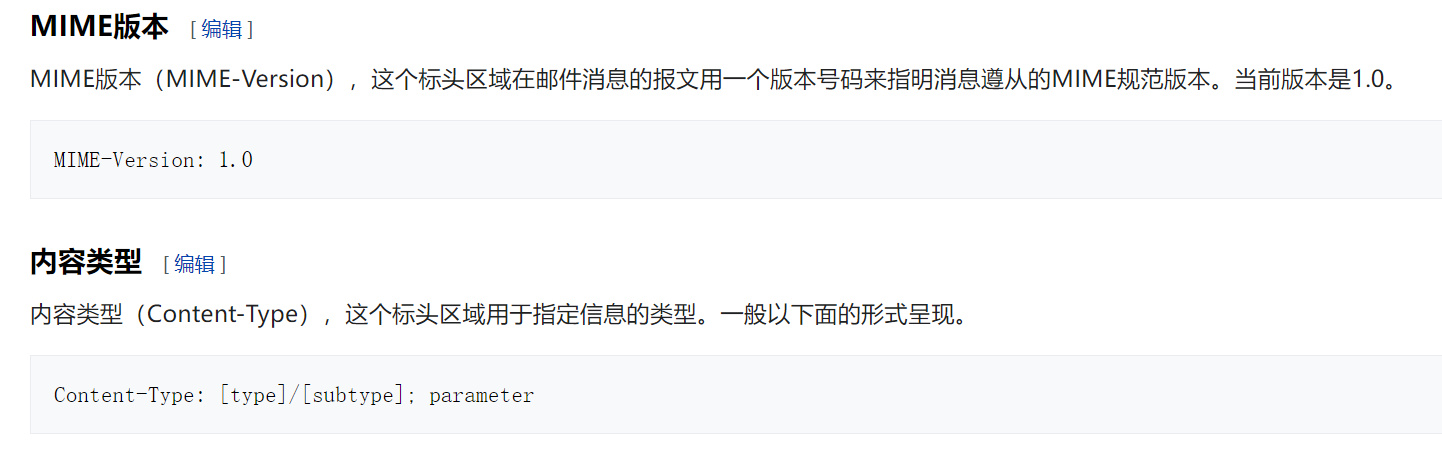 MIME版本 [编辑]
MIME版本（MIME-Version），这个标头区域在邮件消息的报文用一个版本号码来指明消息遵从的MIME规范版本。当前版本是1.0。
MIME-Version: 1.0
内容类型 [编辑]
内容类型（Content-Type），这个标头区域用于指定信息的类型。一般以下面的形式呈现。
Content-Type: [type]/[subtype]; parameter